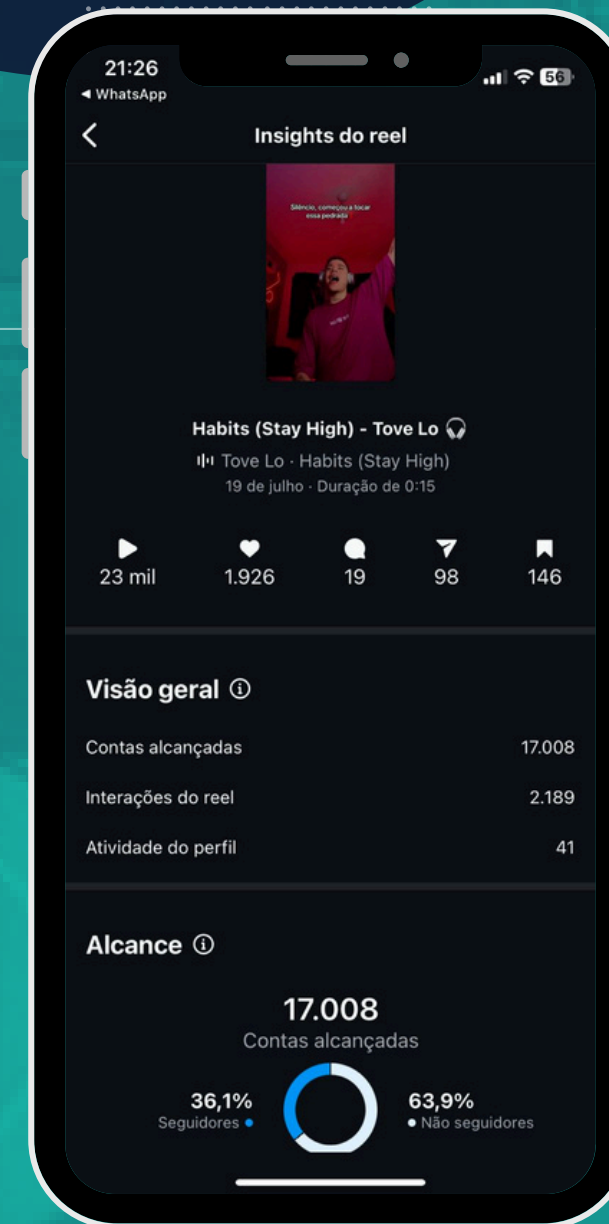 21:26
56
◄ WhatsApp
Insights do reel
Silêncio, começou a tocar
essa pedrada
Habits (Stay High) - Tove Lo 🎧
Tove Lo · Habits (Stay High)
19 de julho · Duração de 0:15
23 mil 1.926 19 98 146
Visão geral
Contas alcançadas 17.008
Interações do reel 2.189
Atividade do perfil 41
Alcance
17.008
Contas alcançadas
36,1% 63,9%
Seguidores • • Não seguidores